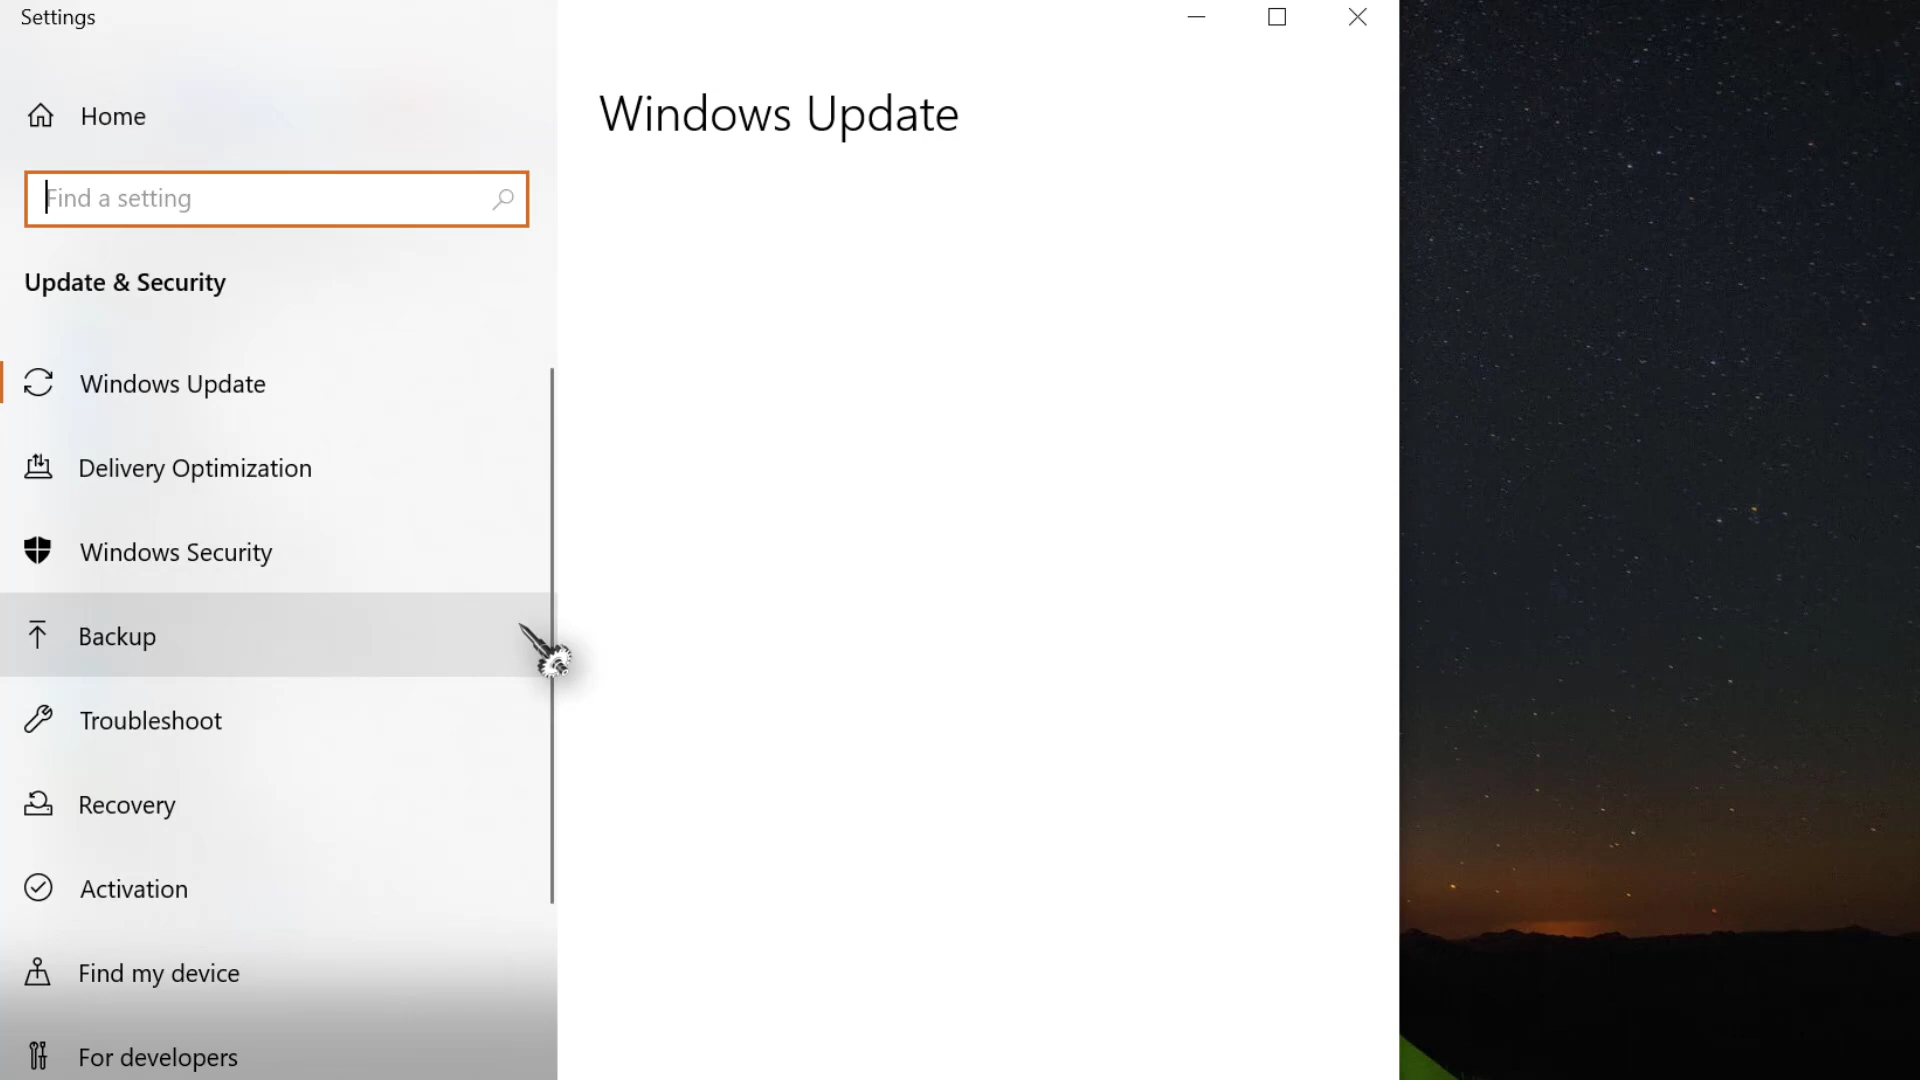 Settings
Home
Find a setting
Update & Security
Windows Update
Delivery Optimization
Windows Security
Backup
Troubleshoot
Recovery
Activation
Find my device
For developers
Windows Update